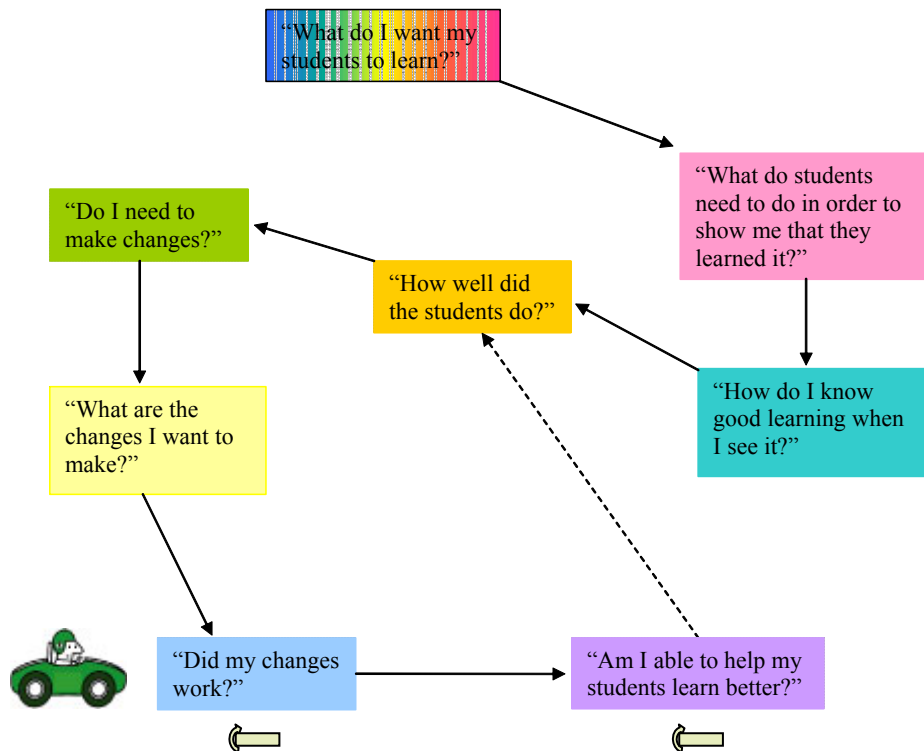 “What do I want my
students to learn?”
“What do students
need to do in order to
show me that they
learned it?”
“How do I know
good learning when
I see it?”
“How well did
the students do?”
“Do I need to
make changes?”
“What are the
changes I want to
make?”
“Did my changes
work?”
“Am I able to help my
students learn better?”